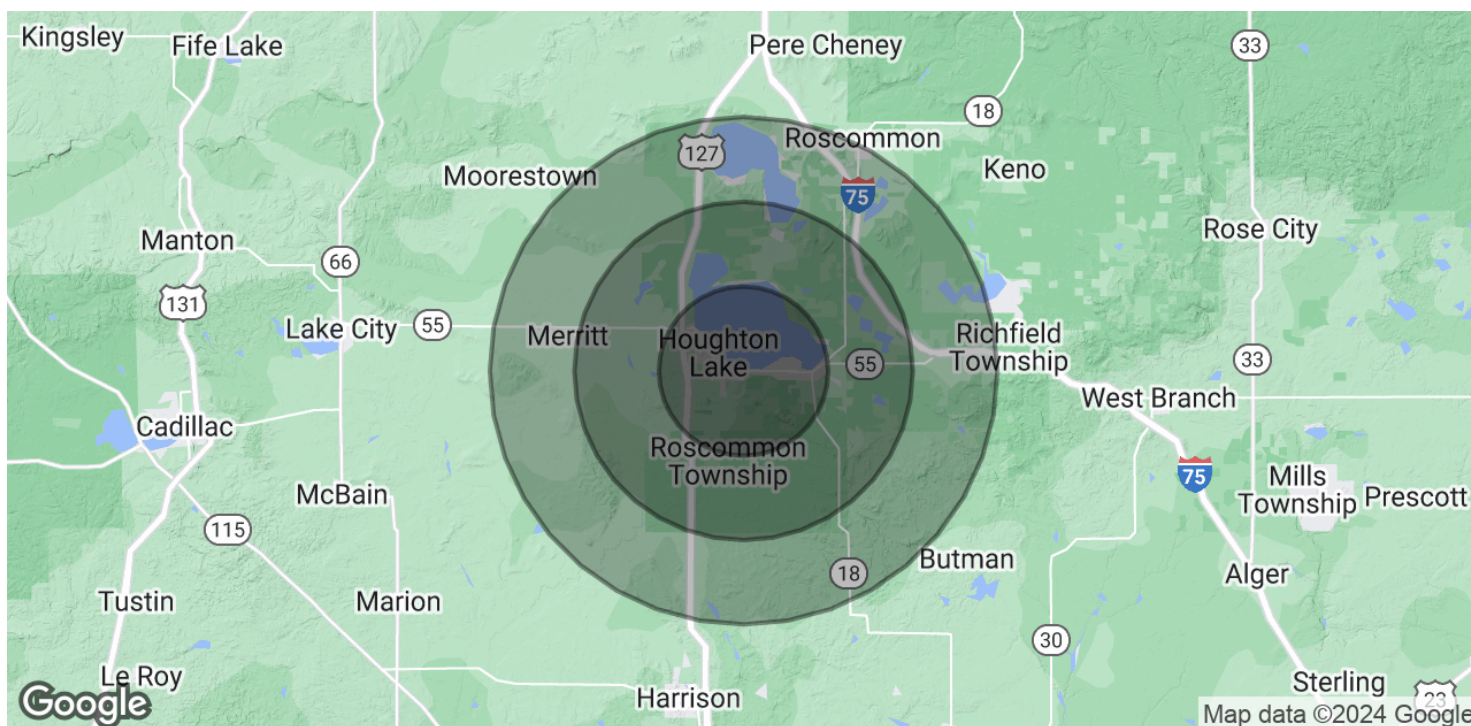 Kingsley
Fife Lake
Pere Cheney
33
18
127
Roscommon
Moorestown
Keno
75
Manton
66
Rose City
131
Lake City
55
Merritt
Houghton
Lake
55
Richfield
Township
33
West Branch
Cadillac
Roscommon
Township
75
McBain
Mills
Township
Prescott
115
Butman
18
Alger
Tustin
Marion
30
Le Roy
Harrison
Sterling
23
Google
Map data ©2024 Google